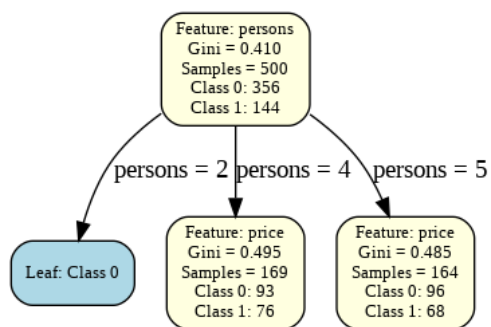 Feature: persons
Gini = 0.410
Samples = 500
Class 0: 356
Class 1: 144
persons = 2
persons = 4
persons = 5
Leaf: Class 0
Feature: price
Gini = 0.495
Samples = 169
Class 0: 93
Class 1: 76
Feature: price
Gini = 0.485
Samples = 164
Class 0: 96
Class 1: 68